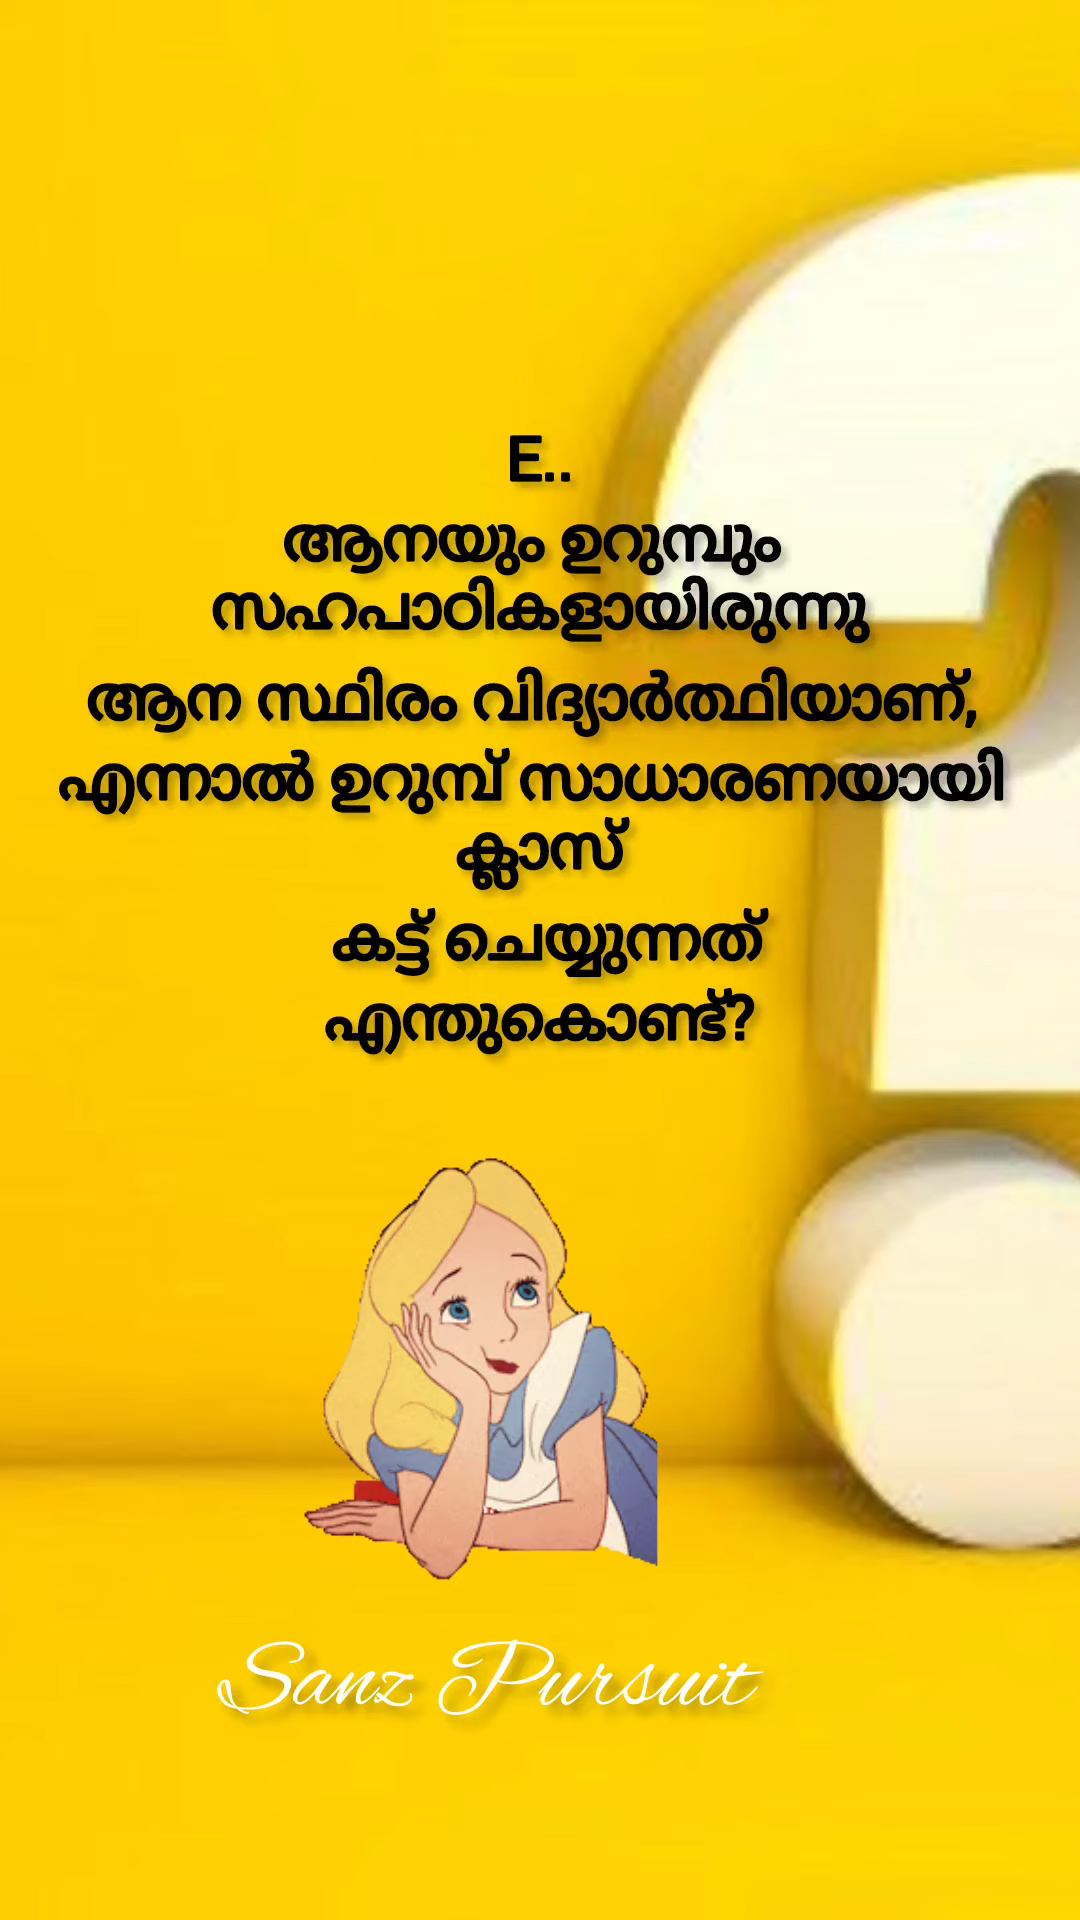 E..
ആനയും ഉറുമ്പും
സഹപാഠികളായിരുന്നു
ആന സ്ഥിരം വിദ്യാർത്ഥിയാണ്,
എന്നാൽ ഉറുമ്പ് സാധാരണയായി
ക്ലാസ്
കട്ട് ചെയ്യുന്നത്
എന്തുകൊണ്ട്?
Sanz Pursuit